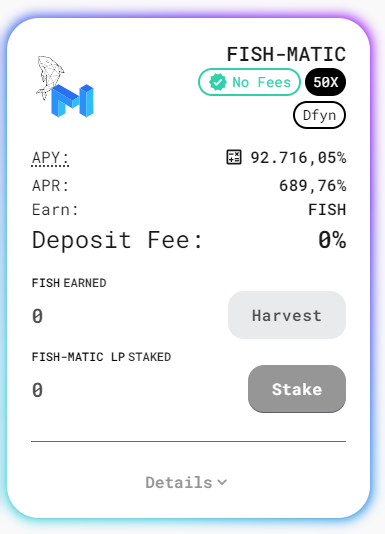 FISH-MATIC
No Fees 50X
Dfyn
APY: 92.716,05%
APR: 689,76%
Earn: FISH
Deposit Fee: 0%
FISH EARNED
0 Harvest
FISH-MATIC LP STAKED
0 Stake
Details